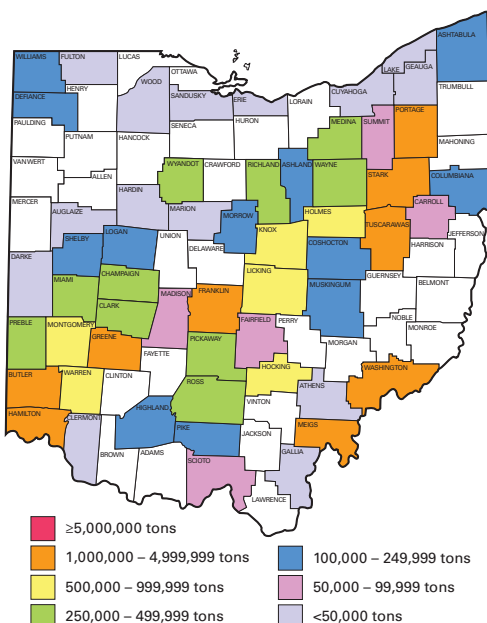 ASHTABULA
WILLIAMS
FULTON
LUCAS
LAKE
GEAUGA
OTTAWA
WOOD
HENRY
CUYAHOGA
TRUMBULL
DEFIANCE
SANDUSKY
ERIE
LORAIN
PORTAGE
PAULDING
SENECA
HURON
MEDINA
SUMMIT
PUTNAM
HANCOCK
MAHONING
VAN WERT
WYANDOT
CRAWFORD
RICHLAND
ASHLAND
WAYNE
STARK
ALLEN
COLUMBIANA
HARDIN
MERCER
AUGLAIZE
MARION
MORROW
HOLMES
CARROLL
TUSCARAWAS
JEFFERSON
LOGAN
UNION
KNOX
SHELBY
DELAWARE
COSHOCTON
HARRISON
DARKE
LICKING
CHAMPAIGN
GUERNSEY
MIAMI
BELMONT
MADISON
FRANKLIN
MUSKINGUM
CLARK
NOBLE
PREBLE
MONTGOMERY
FAIRFIELD
PERRY
MONROE
GREENE
PICKAWAY
MORGAN
FAYETTE
HOCKING
WASHINGTON
BUTLER
WARREN
CLINTON
ROSS
ATHENS
VINTON
HAMILTON
CLERMONT
HIGHLAND
MEIGS
PIKE
JACKSON
BROWN
ADAMS
GALLIA
SCIOTO
LAWRENCE
≥5,000,000 tons
1,000,000 – 4,999,999 tons
500,000 – 999,999 tons
250,000 – 499,999 tons
100,000 – 249,999 tons
50,000 – 99,999 tons
<50,000 tons